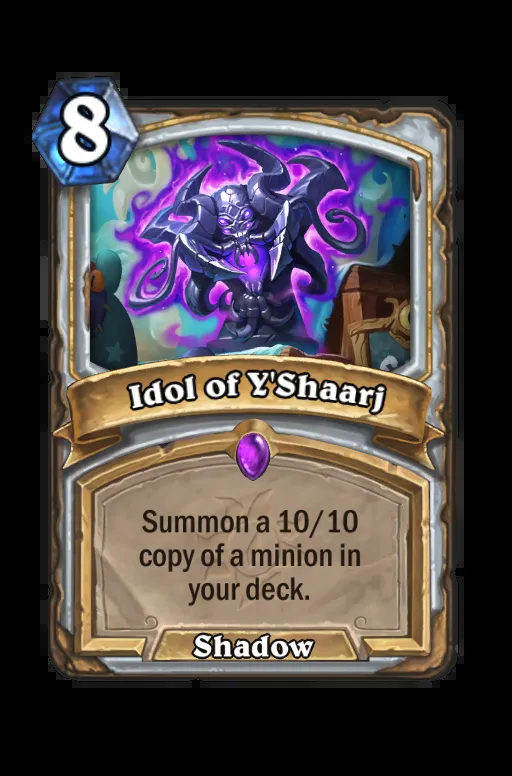 8
Idol of Y'Shaarj
Summon a 10/10
copy of a minion in
your deck.
Shadow